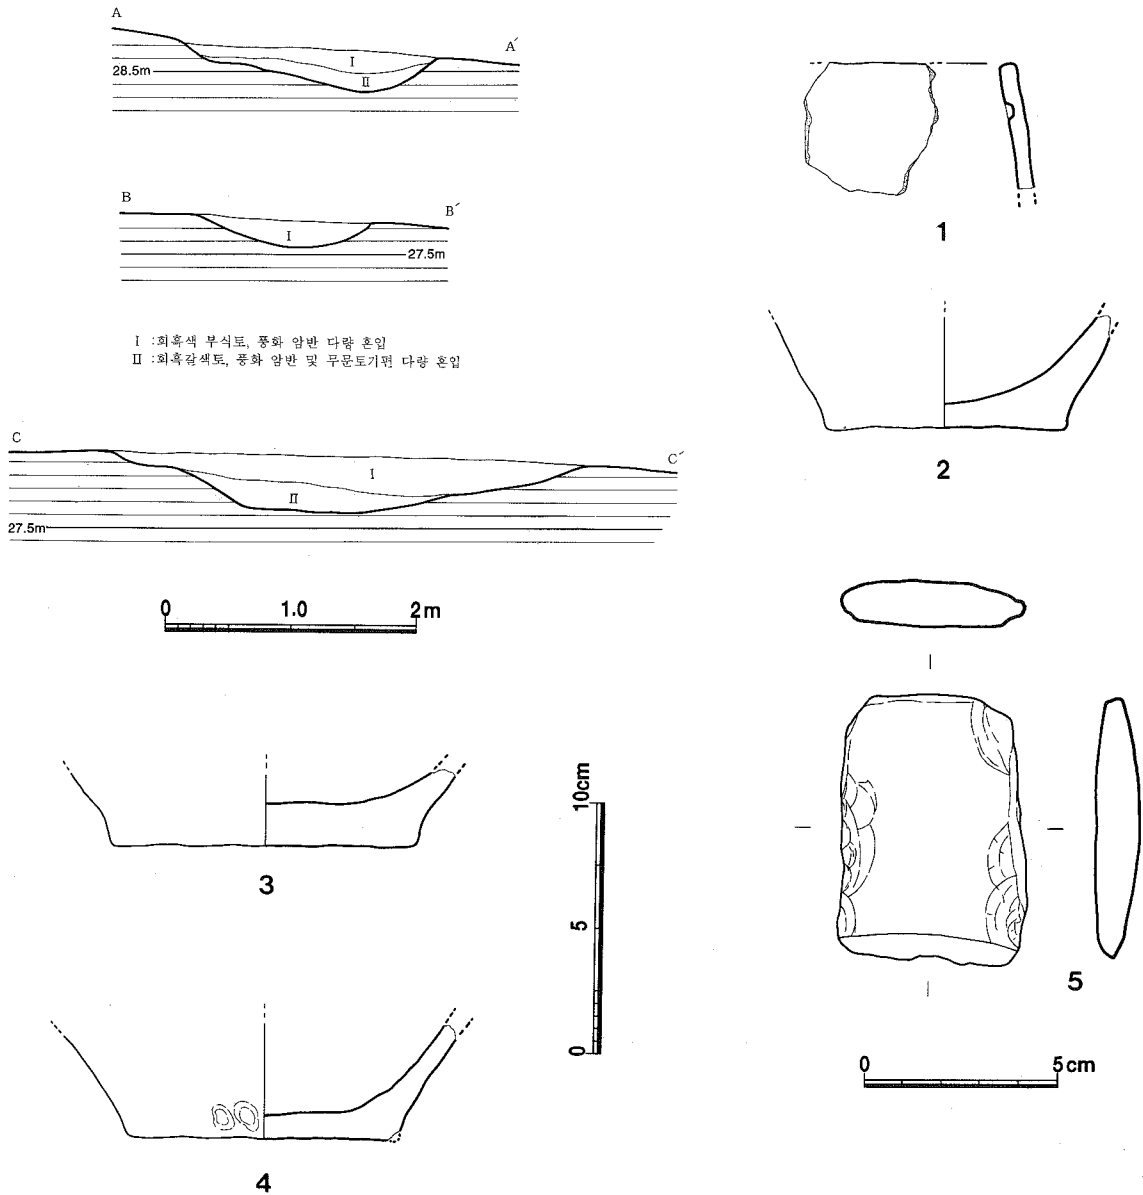 A
A´
I
28.5m
II
B
B´
I
27.5m
I :회흑색 부식토, 풍화 암반 다량 혼입
II :회흑갈색토, 풍화 암반 및 무문토기편 다량 혼입
C
C´
I
II
27.5m
0 1.0 2m
1
2
3
10cm
5
0
4
5
0 5cm